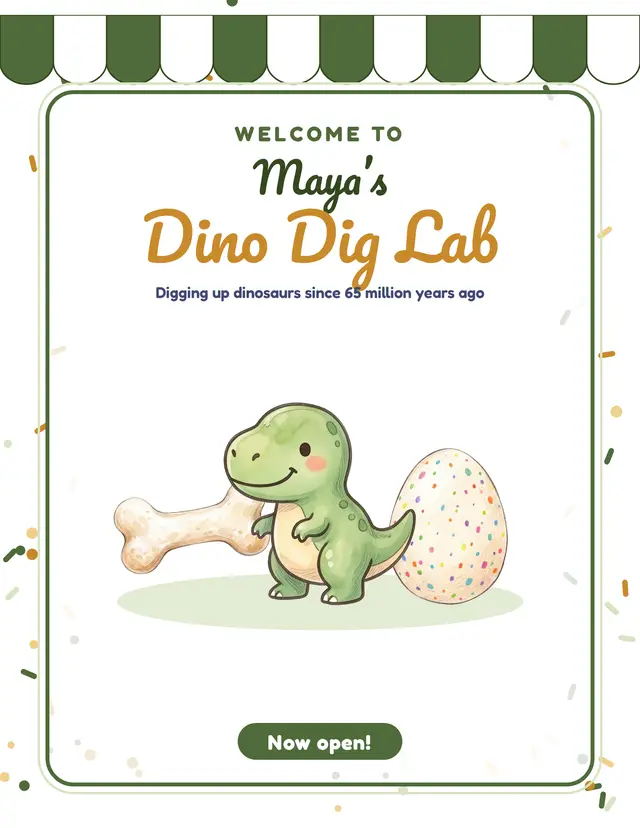 WELCOME TO
Maya's
Dino Dig Lab
Digging up dinosaurs since 65 million years ago
Now open!